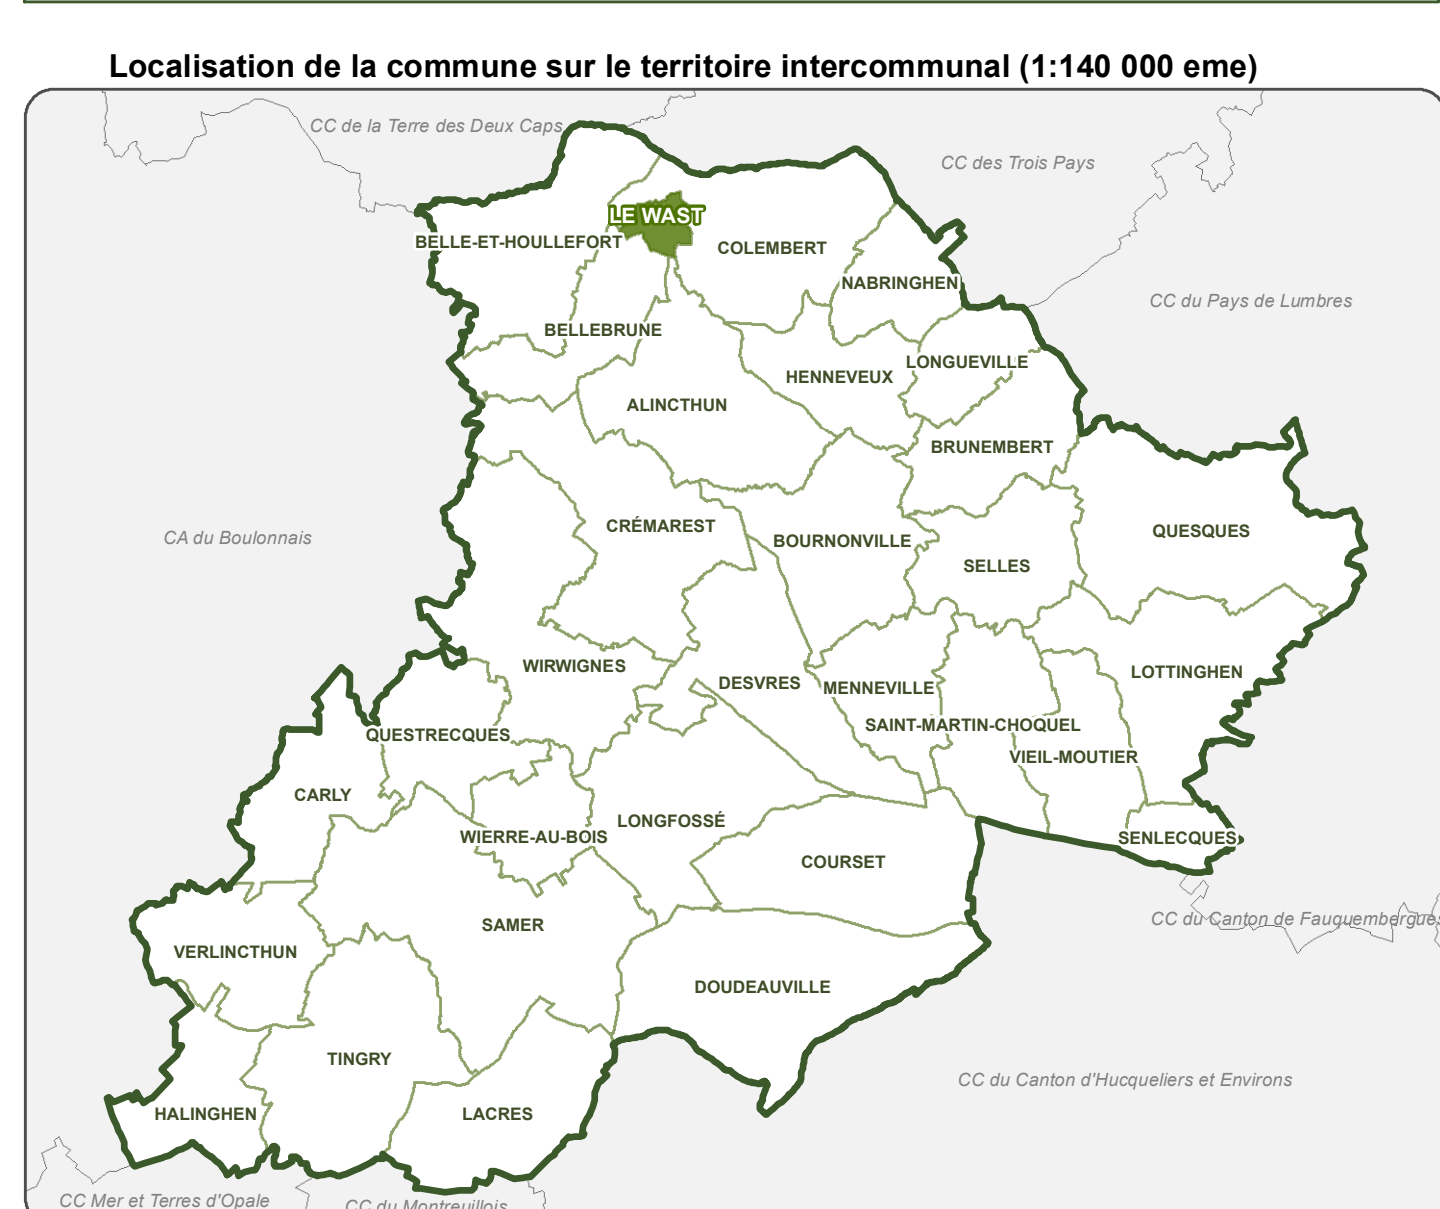 Localisation de la commune sur le territoire intercommunal (1:140 000 eme)
CC de la Terre des Deux Caps
CC des Trois Pays
LE WAST
BELLE-ET-HOULLEFORT
COLEMBERT
NABRINGHEN
CC du Pays de Lumbres
BELLEBRUNE
LONGUEVILLE
HENNEVEUX
ALINCTHUN
BRUNEMBERT
CRÉMAREST
QUESQUES
CA du Boulonnais
BOURNONVILLE
SELLES
WIRWIGNES
LOTTINGHEN
DESVRES
MENNEVILLE
SAINT-MARTIN-CHOQUEL
QUESTRECQUES
VIEIL-MOUTIER
CARLY
LONGFOSSÉ
WIERRE-AU-BOIS
SENLECQUES
COURSET
CC du Canton de Fauquembergues
SAMER
VERLINCTHUN
DOUDEAUVILLE
TINGRY
CC du Canton d'Hucqueliers et Environs
HALINGHEN
LACRES
CC Mer et Terres d'Opale
CC du Montreuillois